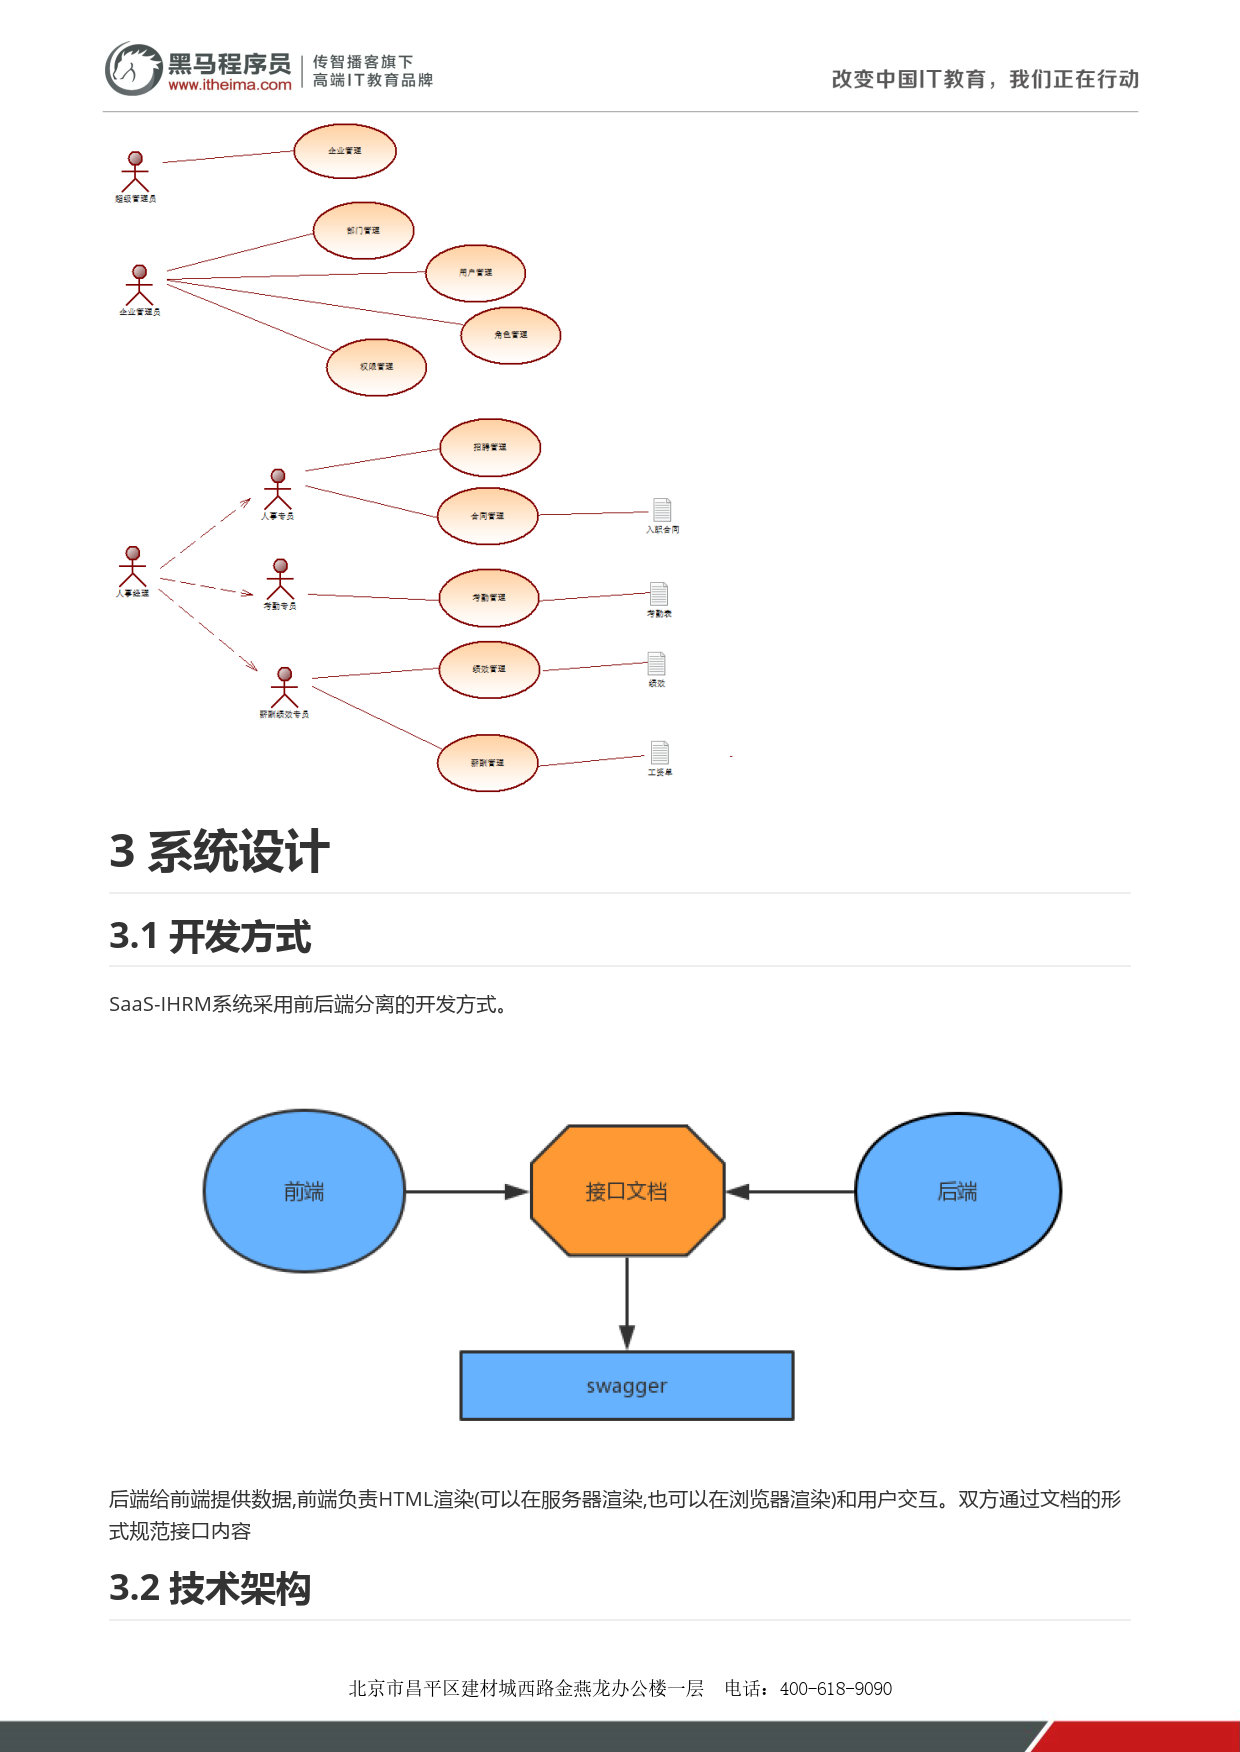 黑马程序员
www.itheima.com
传智播客旗下
高端IT教育品牌
改变中国IT教育，我们正在行动
企业管理
超级管理员
部门管理
用户管理
企业管理员
角色管理
权限管理
招聘管理
人事专员
合同管理
入职合同
人事经理
考勤专员
考勤管理
考勤表
绩效管理
绩效
薪酬绩效专员
薪酬管理
工资单
3 系统设计
3.1 开发方式
SaaS-IHRM系统采用前后端分离的开发方式。
前端
接口文档
后端
swagger
后端给前端提供数据,前端负责HTML渲染(可以在服务器渲染,也可以在浏览器渲染)和用户交互。双方通过文档的形
式规范接口内容
3.2 技术架构
北京市昌平区建材城西路金燕龙办公楼一层 电话：400-618-9090